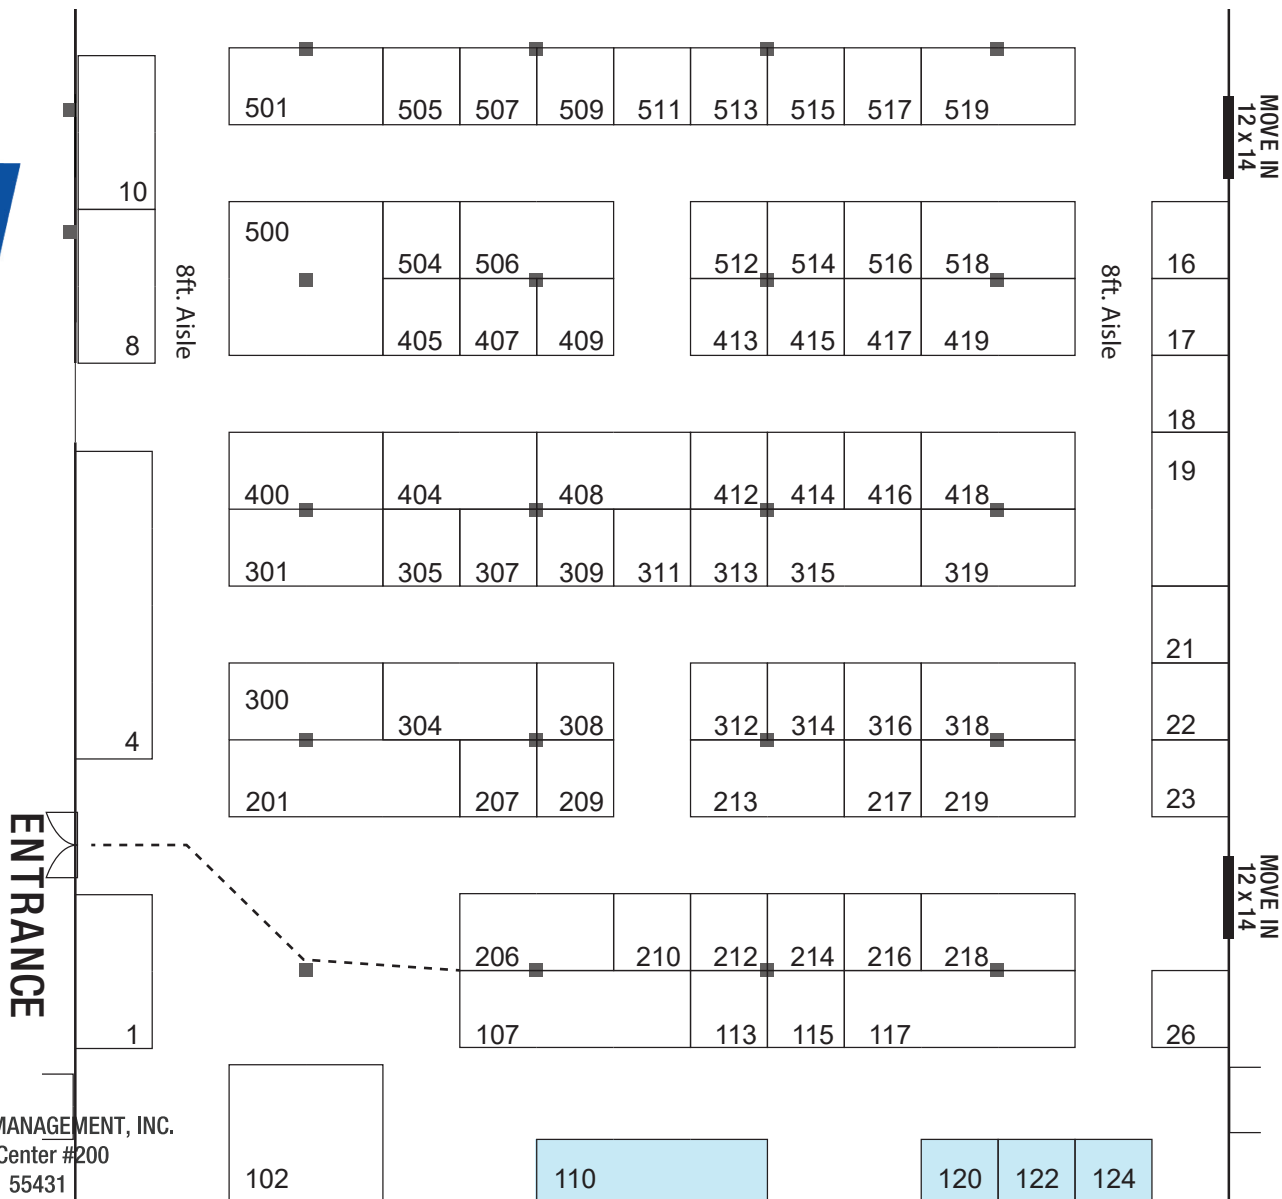 501 505 507 509 511 513 515 517 519
MOVE IN
12 x 14
10
500 504 506 512 514 516 518 16
8ft. Aisle
8ft. Aisle
8 405 407 409 413 415 417 419 17
18
400 404 408 412 414 416 418 19
301 305 307 309 311 313 315 319
21
300 304 308 312 314 316 318 22
4
201 207 209 213 217 219 23
ENTRANCE
MOVE IN
12 x 14
206 210 212 214 216 218
1 107 113 115 117 26
MANAGEMENT, INC.
Center #200
55431
102 110 120 122 124